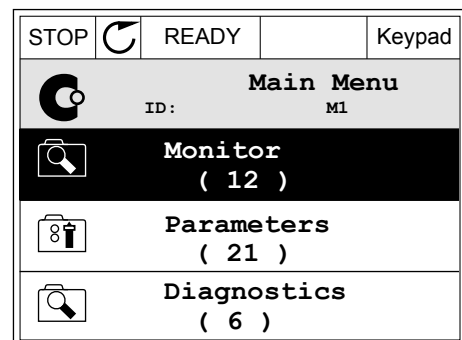 STOP READY Keypad
Main Menu
ID: M1
Monitor
( 12 )
Parameters
( 21 )
Diagnostics
( 6 )